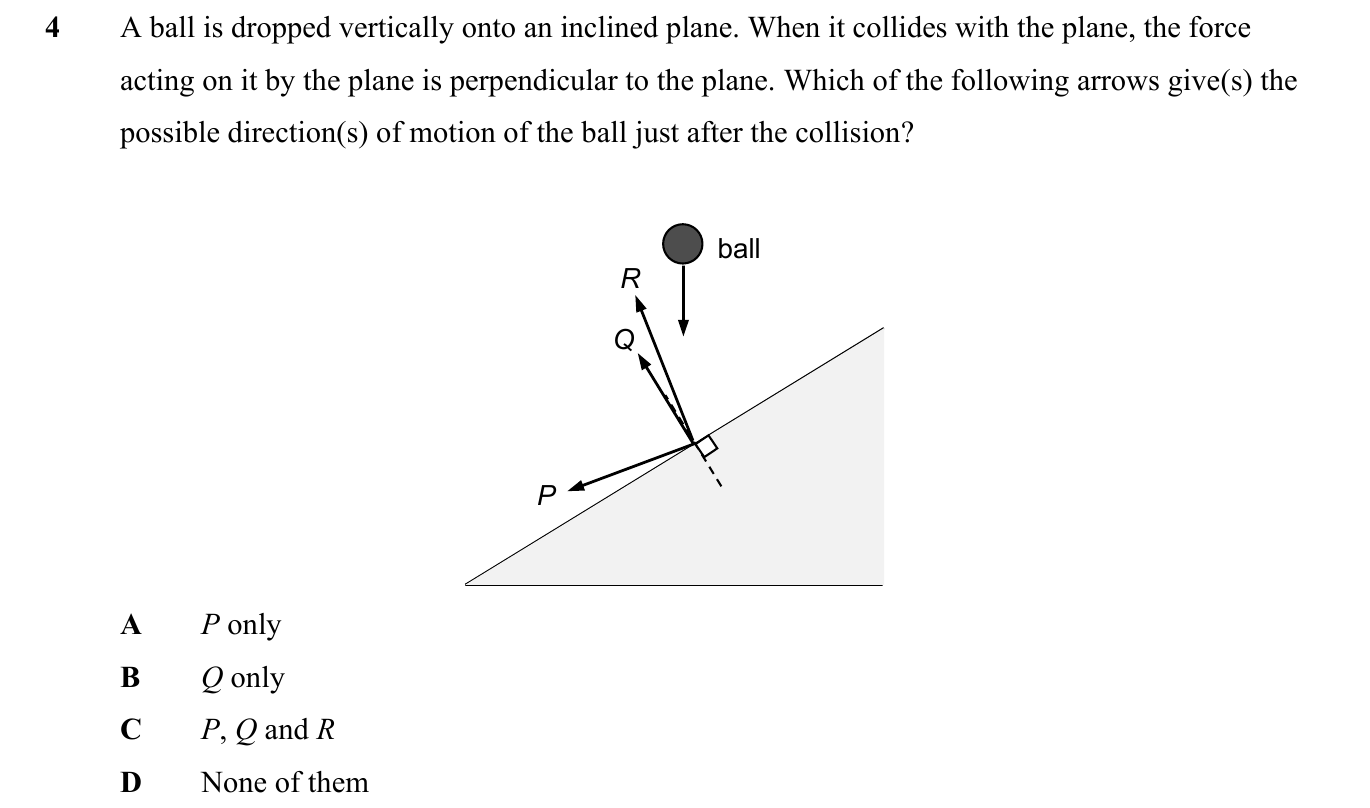 4 A ball is dropped vertically onto an inclined plane. When it collides with the plane, the force
acting on it by the plane is perpendicular to the plane. Which of the following arrows give(s) the
possible direction(s) of motion of the ball just after the collision?
ball
R
Q
P
A P only
B Q only
C P, Q and R
D None of them